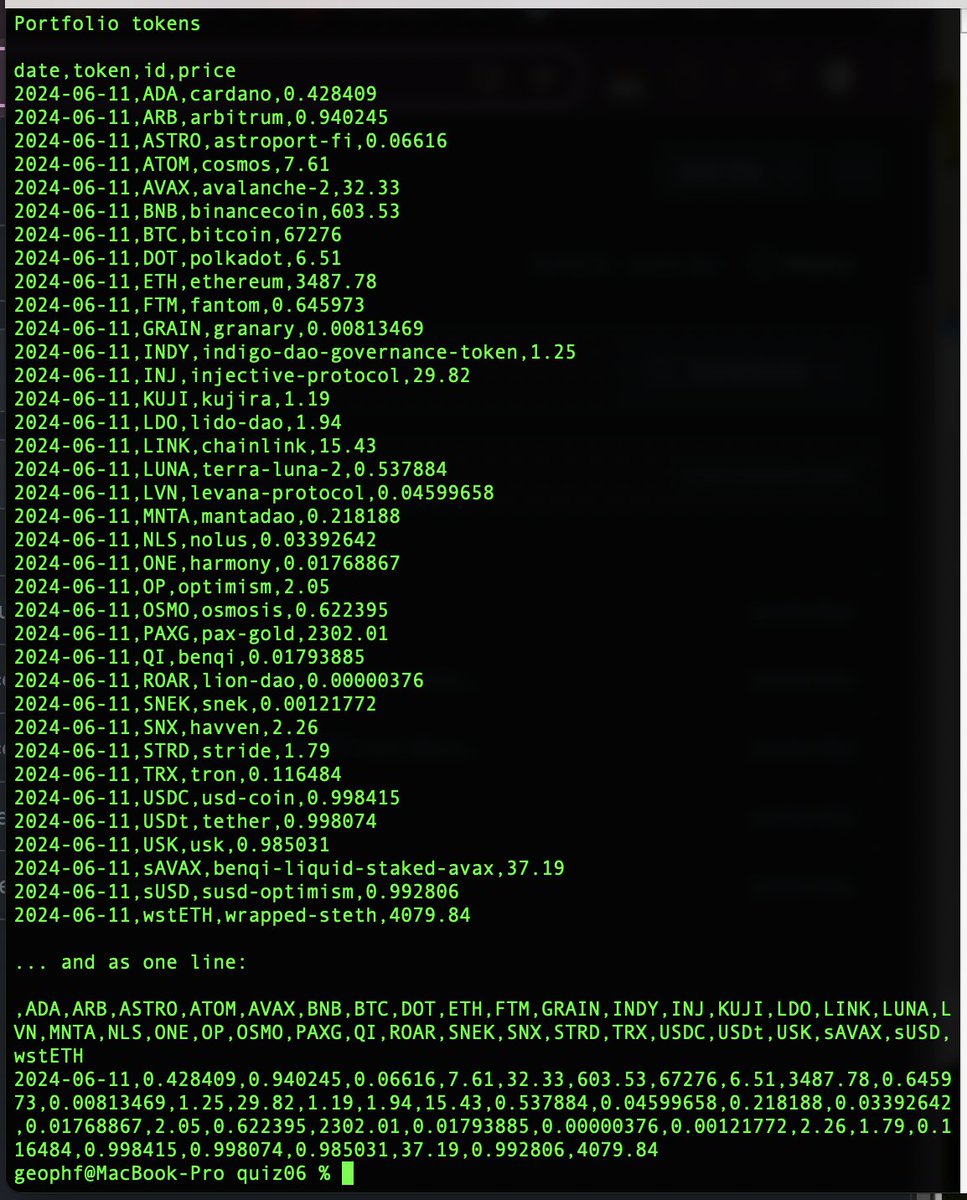 Portfolio tokens
date,token,id,price
2024-06-11,ADA,cardano,0.428409
2024-06-11,ARB,arbitrum,0.940245
2024-06-11,ASTRO,astroport-fi,0.06616
2024-06-11,ATOM,cosmos,7.61
2024-06-11,AVAX,avalanche-2,32.33
2024-06-11,BNB,binancecoin,603.53
2024-06-11,BTC,bitcoin,67276
2024-06-11,DOT,polkadot,6.51
2024-06-11,ETH,ethereum,3487.78
2024-06-11,FTM,fantom,0.645973
2024-06-11,GRAIN,granary,0.00813469
2024-06-11,INDY,indigo-dao-governance-token,1.25
2024-06-11,INJ,injective-protocol,29.82
2024-06-11,KUJI,kujira,1.19
2024-06-11,LDO,lido-dao,1.94
2024-06-11,LINK,chainlink,15.43
2024-06-11,LUNA,terra-luna-2,0.537884
2024-06-11,LVN,levana-protocol,0.04599658
2024-06-11,MNTA,mantadao,0.218188
2024-06-11,NLS,nolus,0.03392642
2024-06-11,ONE,harmony,0.01768867
2024-06-11,OP,optimism,2.05
2024-06-11,OSMO,osmosis,0.622395
2024-06-11,PAXG,pax-gold,2302.01
2024-06-11,QI,benqi,0.01793885
2024-06-11,ROAR,lion-dao,0.00000376
2024-06-11,SNEK,snek,0.00121772
2024-06-11,SNX,havven,2.26
2024-06-11,STRD,stride,1.79
2024-06-11,TRX,tron,0.116484
2024-06-11,USDC,usd-coin,0.998415
2024-06-11,USDt,tether,0.998074
2024-06-11,USK,usk,0.985031
2024-06-11,sAVAX,benqi-liquid-staked-avax,37.19
2024-06-11,sUSD,susd-optimism,0.992806
2024-06-11,wstETH,wrapped-steth,4079.84
... and as one line:
,ADA,ARB,ASTRO,ATOM,AVAX,BNB,BTC,DOT,ETH,FTM,GRAIN,INDY,INJ,KUJI,LDO,LINK,LUNA,L
VN,MNTA,NLS,ONE,OP,OSMO,PAXG,QI,ROAR,SNEK,SNX,STRD,TRX,USDC,USDt,USK,sAVAX,sUSD,
wstETH
2024-06-11,0.428409,0.940245,0.06616,7.61,32.33,603.53,67276,6.51,3487.78,0.6459
73,0.00813469,1.25,29.82,1.19,1.94,15.43,0.537884,0.04599658,0.218188,0.03392642
,0.01768867,2.05,0.622395,2302.01,0.01793885,0.00000376,0.00121772,2.26,1.79,0.1
16484,0.998415,0.998074,0.985031,37.19,0.992806,4079.84
geophf@MacBook-Pro quiz06 %